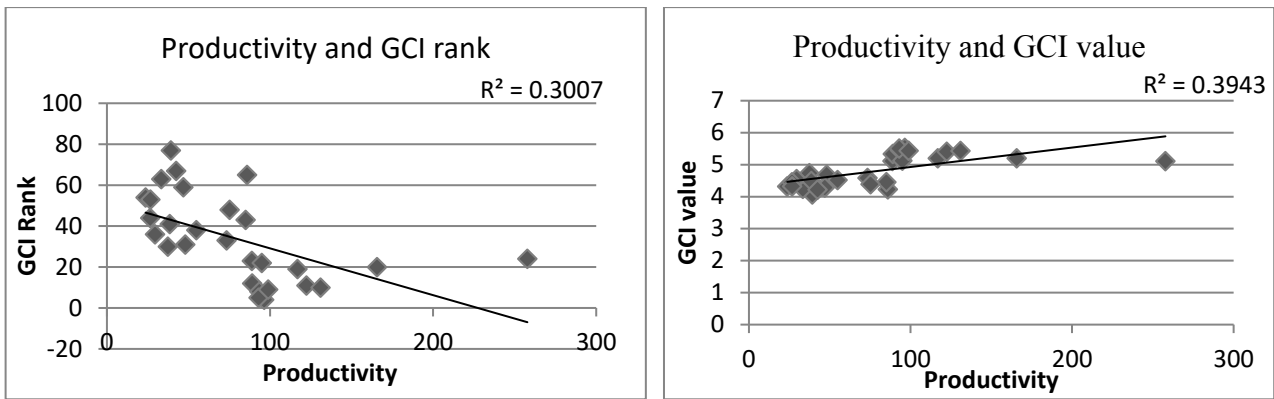 Productivity and GCI rank
R² = 0.3007
100
80
60
40
20
0
-20
0 100 200 300
GCI Rank
Productivity
Productivity and GCI value
R² = 0.3943
7
6
5
4
3
2
1
0
0 100 200 300
GCI value
Productivity